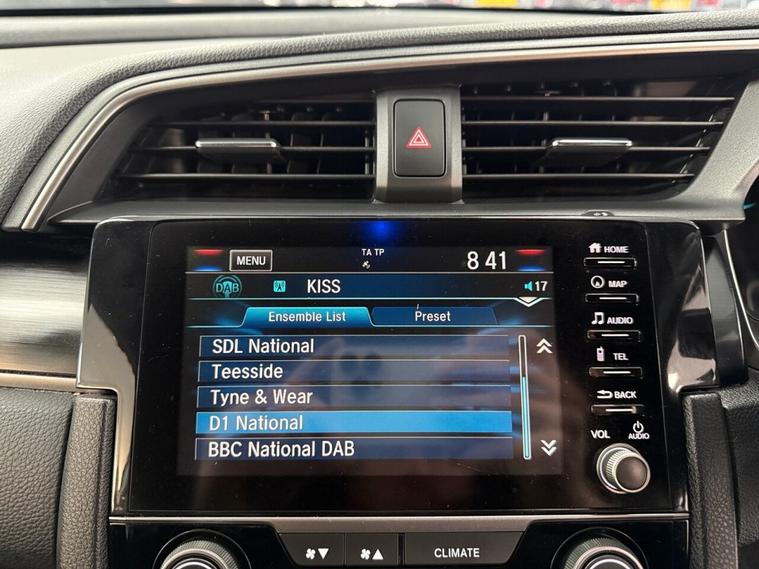 TA TP
MENU
8 41
DAB
KISS
17
Ensemble List
Preset
SDL National
Teesside
Tyne & Wear
D1 National
BBC National DAB
HOME
MAP
AUDIO
TEL
BACK
VOL
AUDIO
CLIMATE